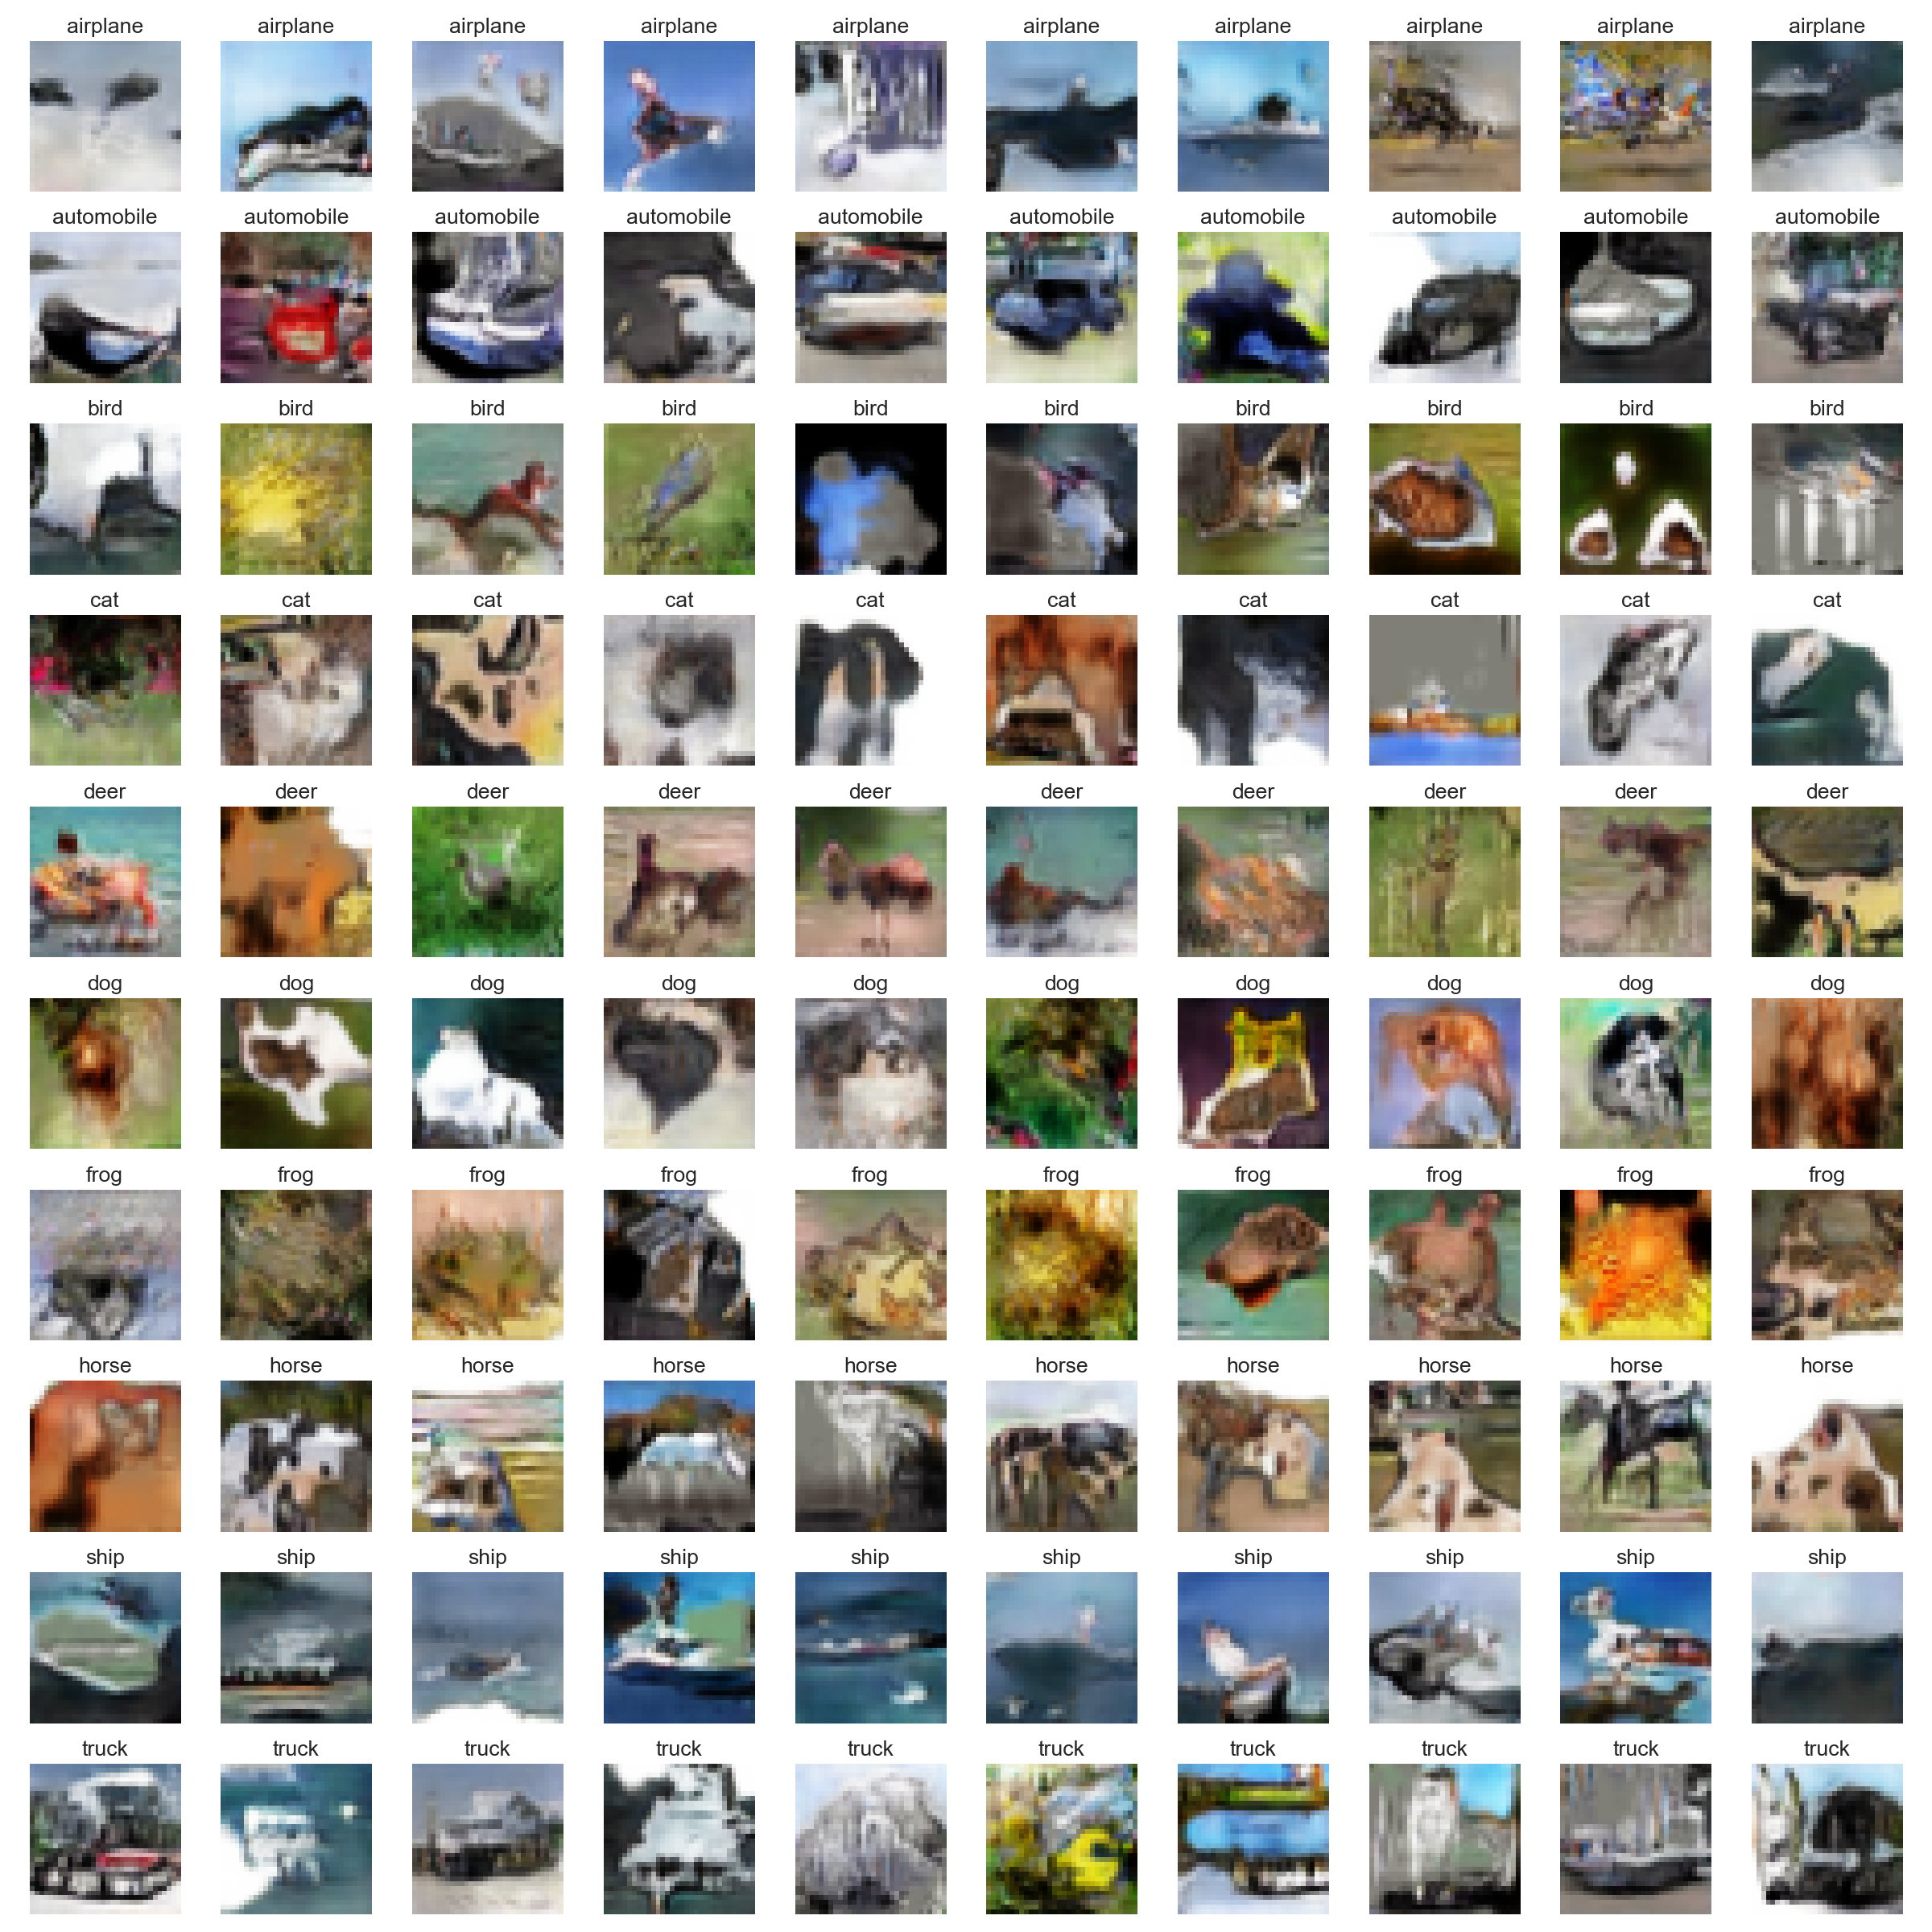 airplane airplane airplane airplane airplane airplane airplane airplane airplane airplane
automobile automobile automobile automobile automobile automobile automobile automobile automobile automobile
bird bird bird bird bird bird bird bird bird bird
cat cat cat cat cat cat cat cat cat cat
deer deer deer deer deer deer deer deer deer deer
dog dog dog dog dog dog dog dog dog dog
frog frog frog frog frog frog frog frog frog frog
horse horse horse horse horse horse horse horse horse horse
ship ship ship ship ship ship ship ship ship ship
truck truck truck truck truck truck truck truck truck truck